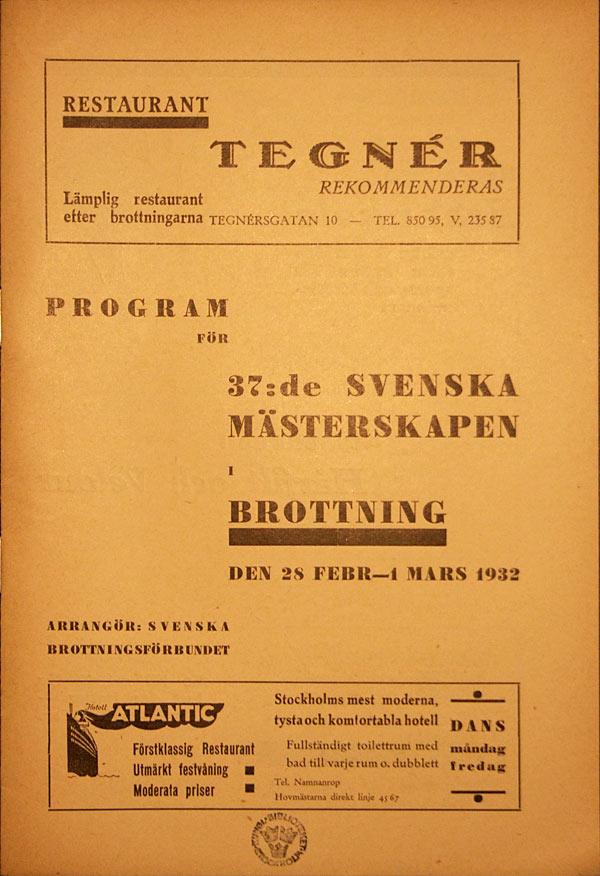 RESTAURANT
TEGNÉR
REKOMMENDERAS
Lämplig restaurant
efter brottningarna
TEGNÉRSGATAN 10 — TEL. 850 95, V, 235 87
PROGRAM
FÖR
37:de SVENSKA
MÄSTERSKAPEN
I
BROTTNING
DEN 28 FEBR—1 MARS 1932
ARRANGÖR: SVENSKA
BROTTNINGSFÖRBUNDET
Hotell
ATLANTIC
Förstklassig Restaurant
Utmärkt festvåning
Moderata priser
Stockholms mest moderna,
tysta och komfortabla hotell
Fullständigt toilettrum med
bad till varje rum o. dubblett
Tel. Namnanrop
Hovmästarna direkt linje 45 67
DANS
måndag
fredag
BIBLIOTEKET
STOCKHOLM